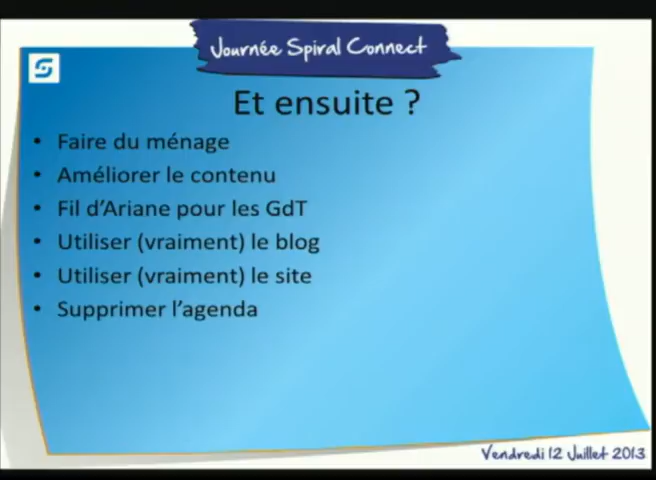 Journée Spiral Connect
Et ensuite ?
• Faire du ménage
• Améliorer le contenu
• Fil d'Ariane pour les GdT
• Utiliser (vraiment) le blog
• Utiliser (vraiment) le site
• Supprimer l'agenda
Vendredi 12 Juillet 2013